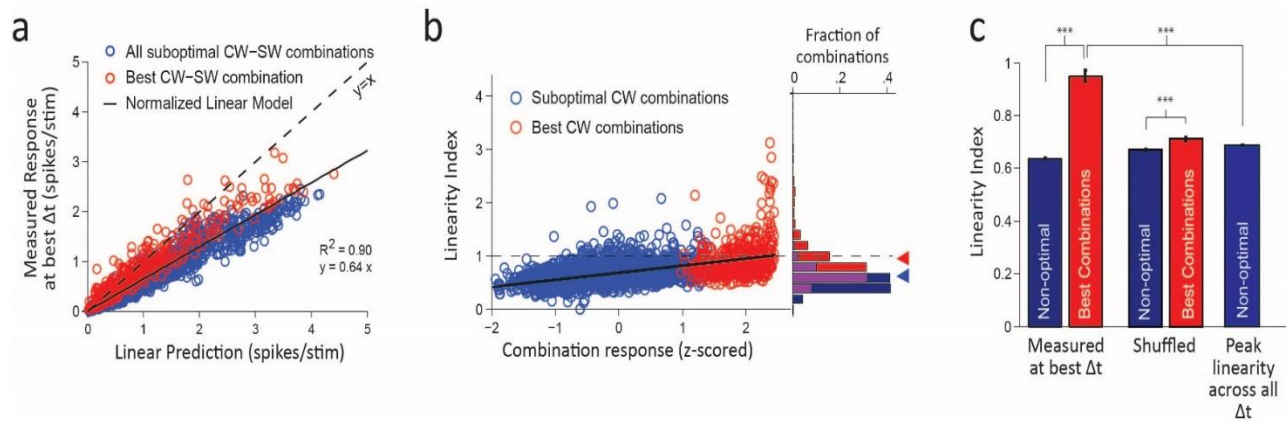 a
All suboptimal CW–SW combinations
Best CW–SW combination
Normalized Linear Model
y=x
R² = 0.90
y = 0.64 x
Measured Response
at best Δt (spikes/stim)
5
4
3
2
1
0
0 1 2 3 4 5
Linear Prediction (spikes/stim)
b
Suboptimal CW combinations
Best CW combinations
Linearity Index
4
3
2
1
0
−2 −1 0 1 2
Combination response (z-scored)
Fraction of
combinations
0 .2 .4
c
Linearity Index
1
0.8
0.6
0.4
0.2
0
***
***
***
Non-optimal
Best Combinations
Non-optimal
Best Combinations
Non-optimal
Measured
at best Δt
Shuffled
Peak
linearity
across all
Δt